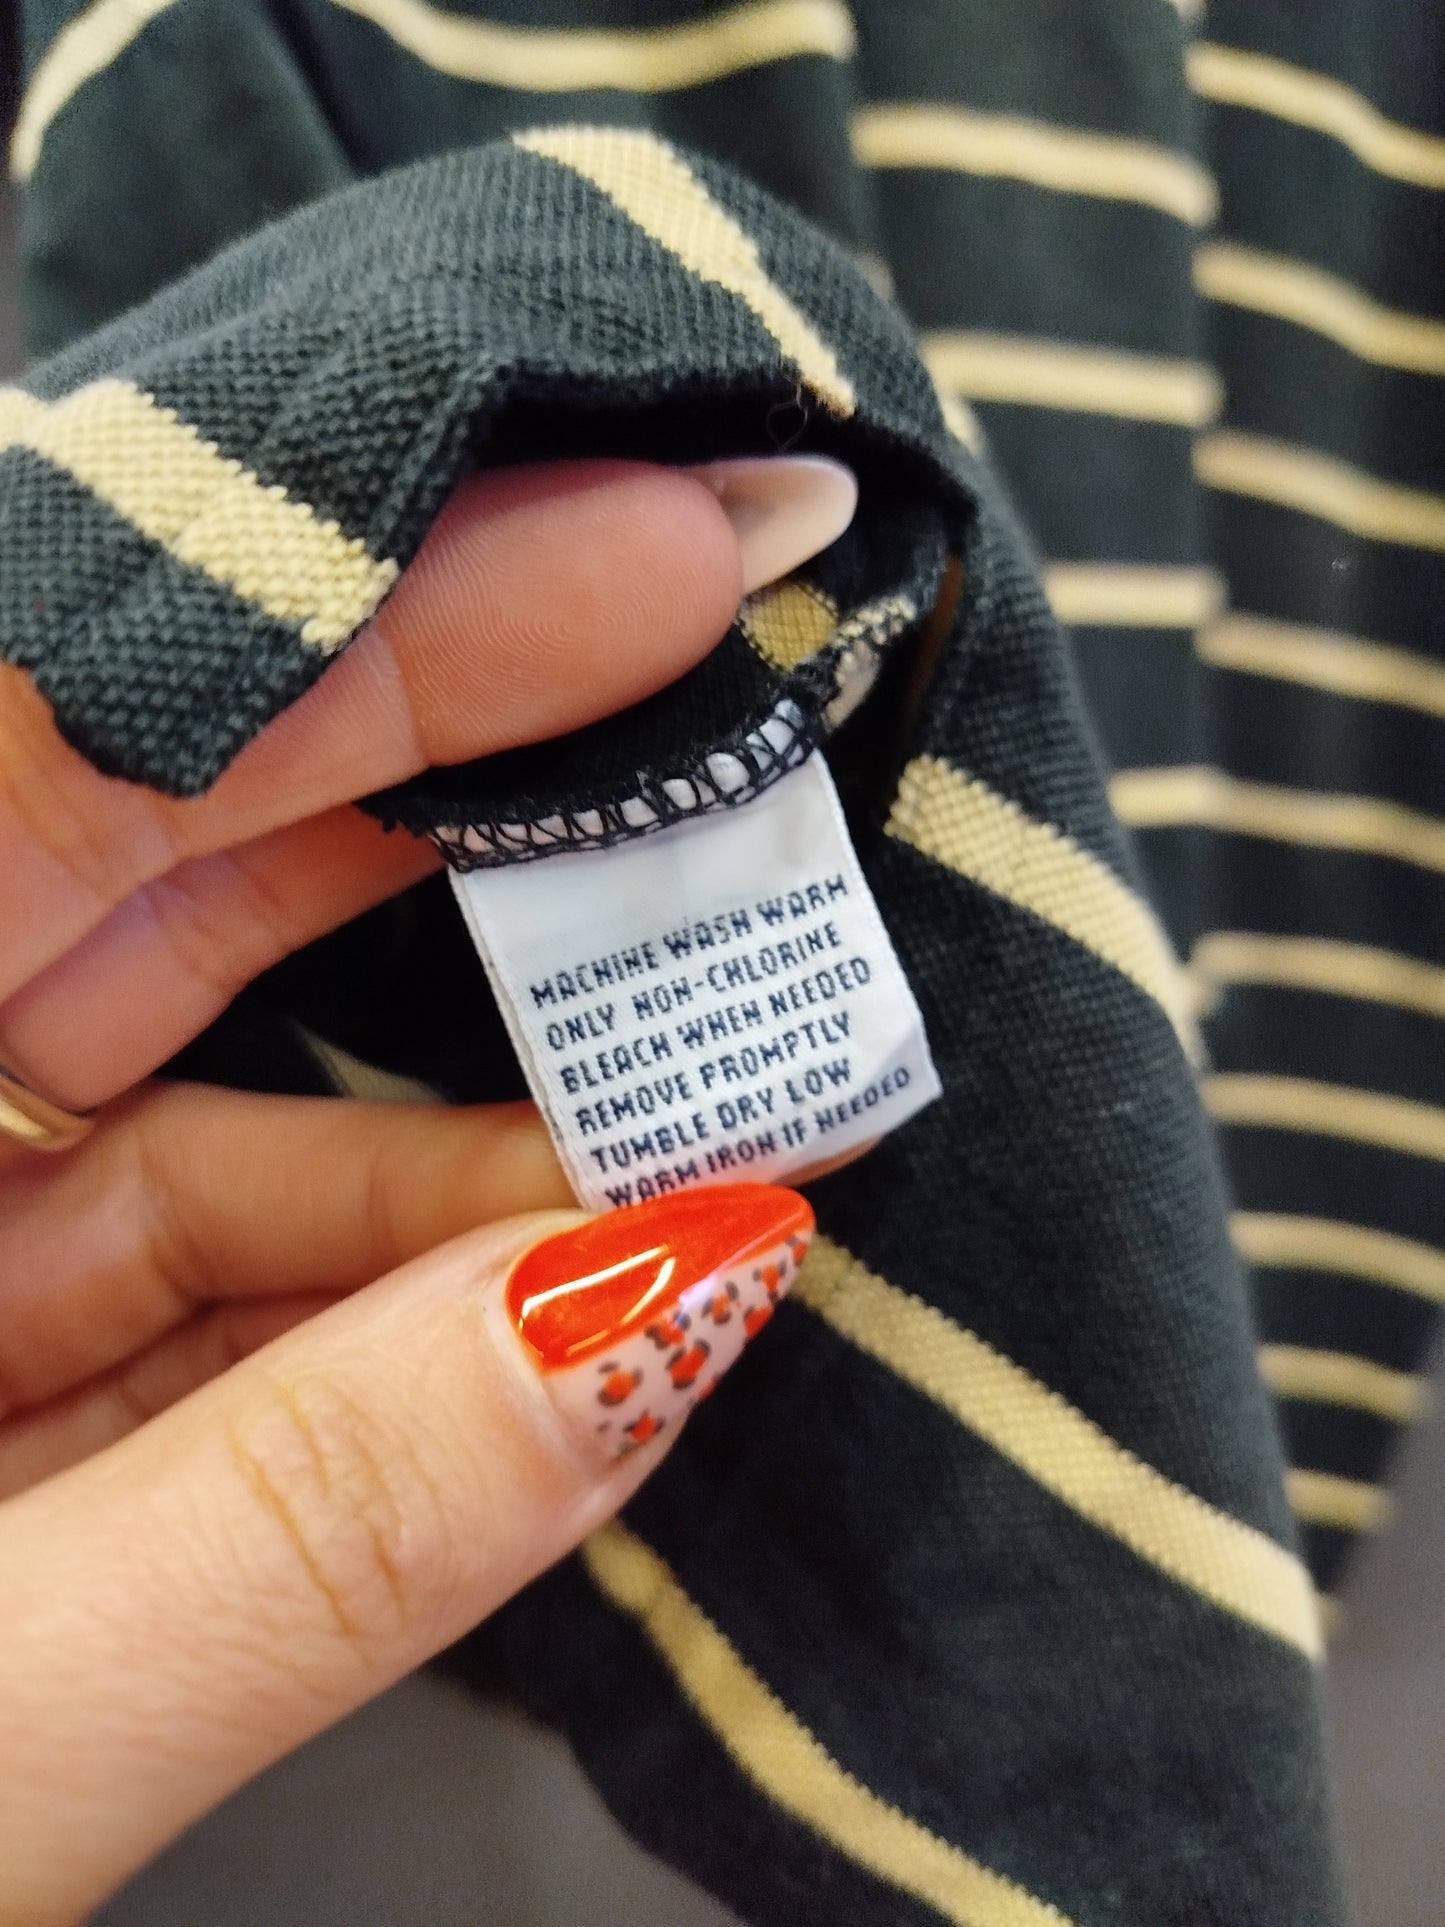 MACHINE WASH WARM
ONLY NON-CHLORINE
BLEACH WHEN NEEDED
REMOVE PROMPTLY
TUMBLE DRY LOW
WARM IRON IF NEEDED